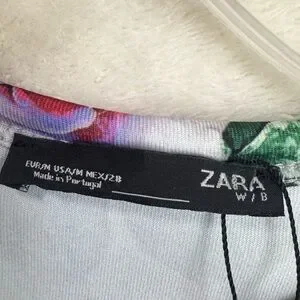 EUR/M USA/M MEX/28
Made in Portugal
ZARA
W / B